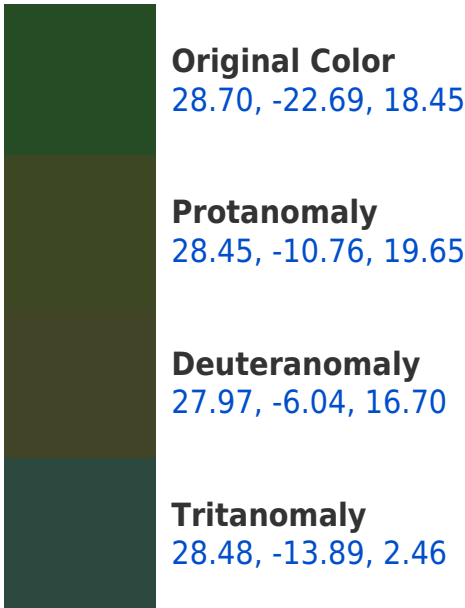 Original Color
28.70, -22.69, 18.45
Protanomaly
28.45, -10.76, 19.65
Deuteranomaly
27.97, -6.04, 16.70
Tritanomaly
28.48, -13.89, 2.46